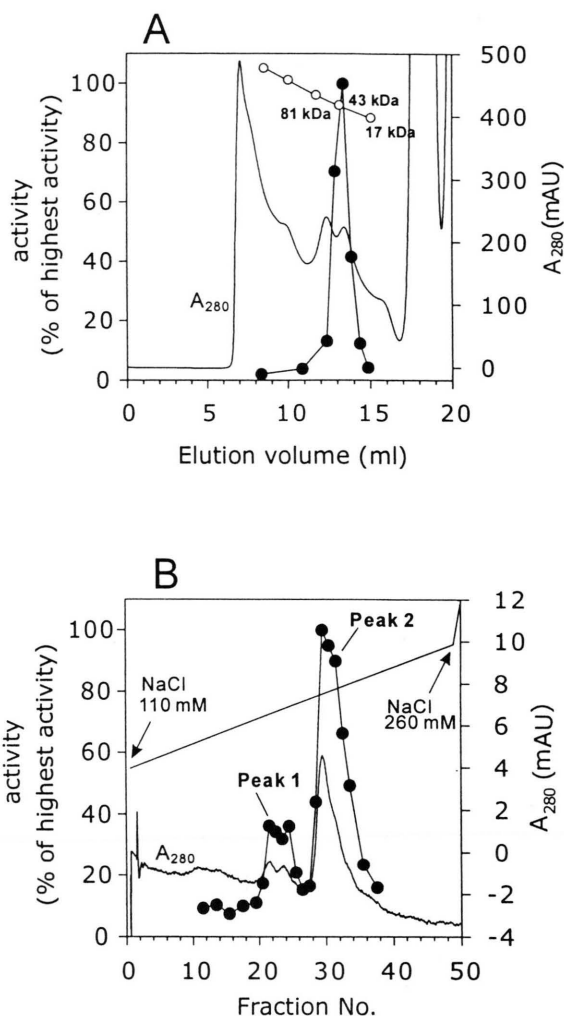 A
activity
(% of highest activity)
100
80
60
40
20
0
500
400
300
200
100
0
A280 (mAU)
43 kDa
81 kDa
17 kDa
A280
0 5 10 15 20
Elution volume (ml)
B
activity
(% of highest activity)
100
80
60
40
20
0
12
10
8
6
4
2
0
-2
-4
A280 (mAU)
Peak 2
NaCl
110 mM
NaCl
260 mM
Peak 1
A280
0 10 20 30 40 50
Fraction No.